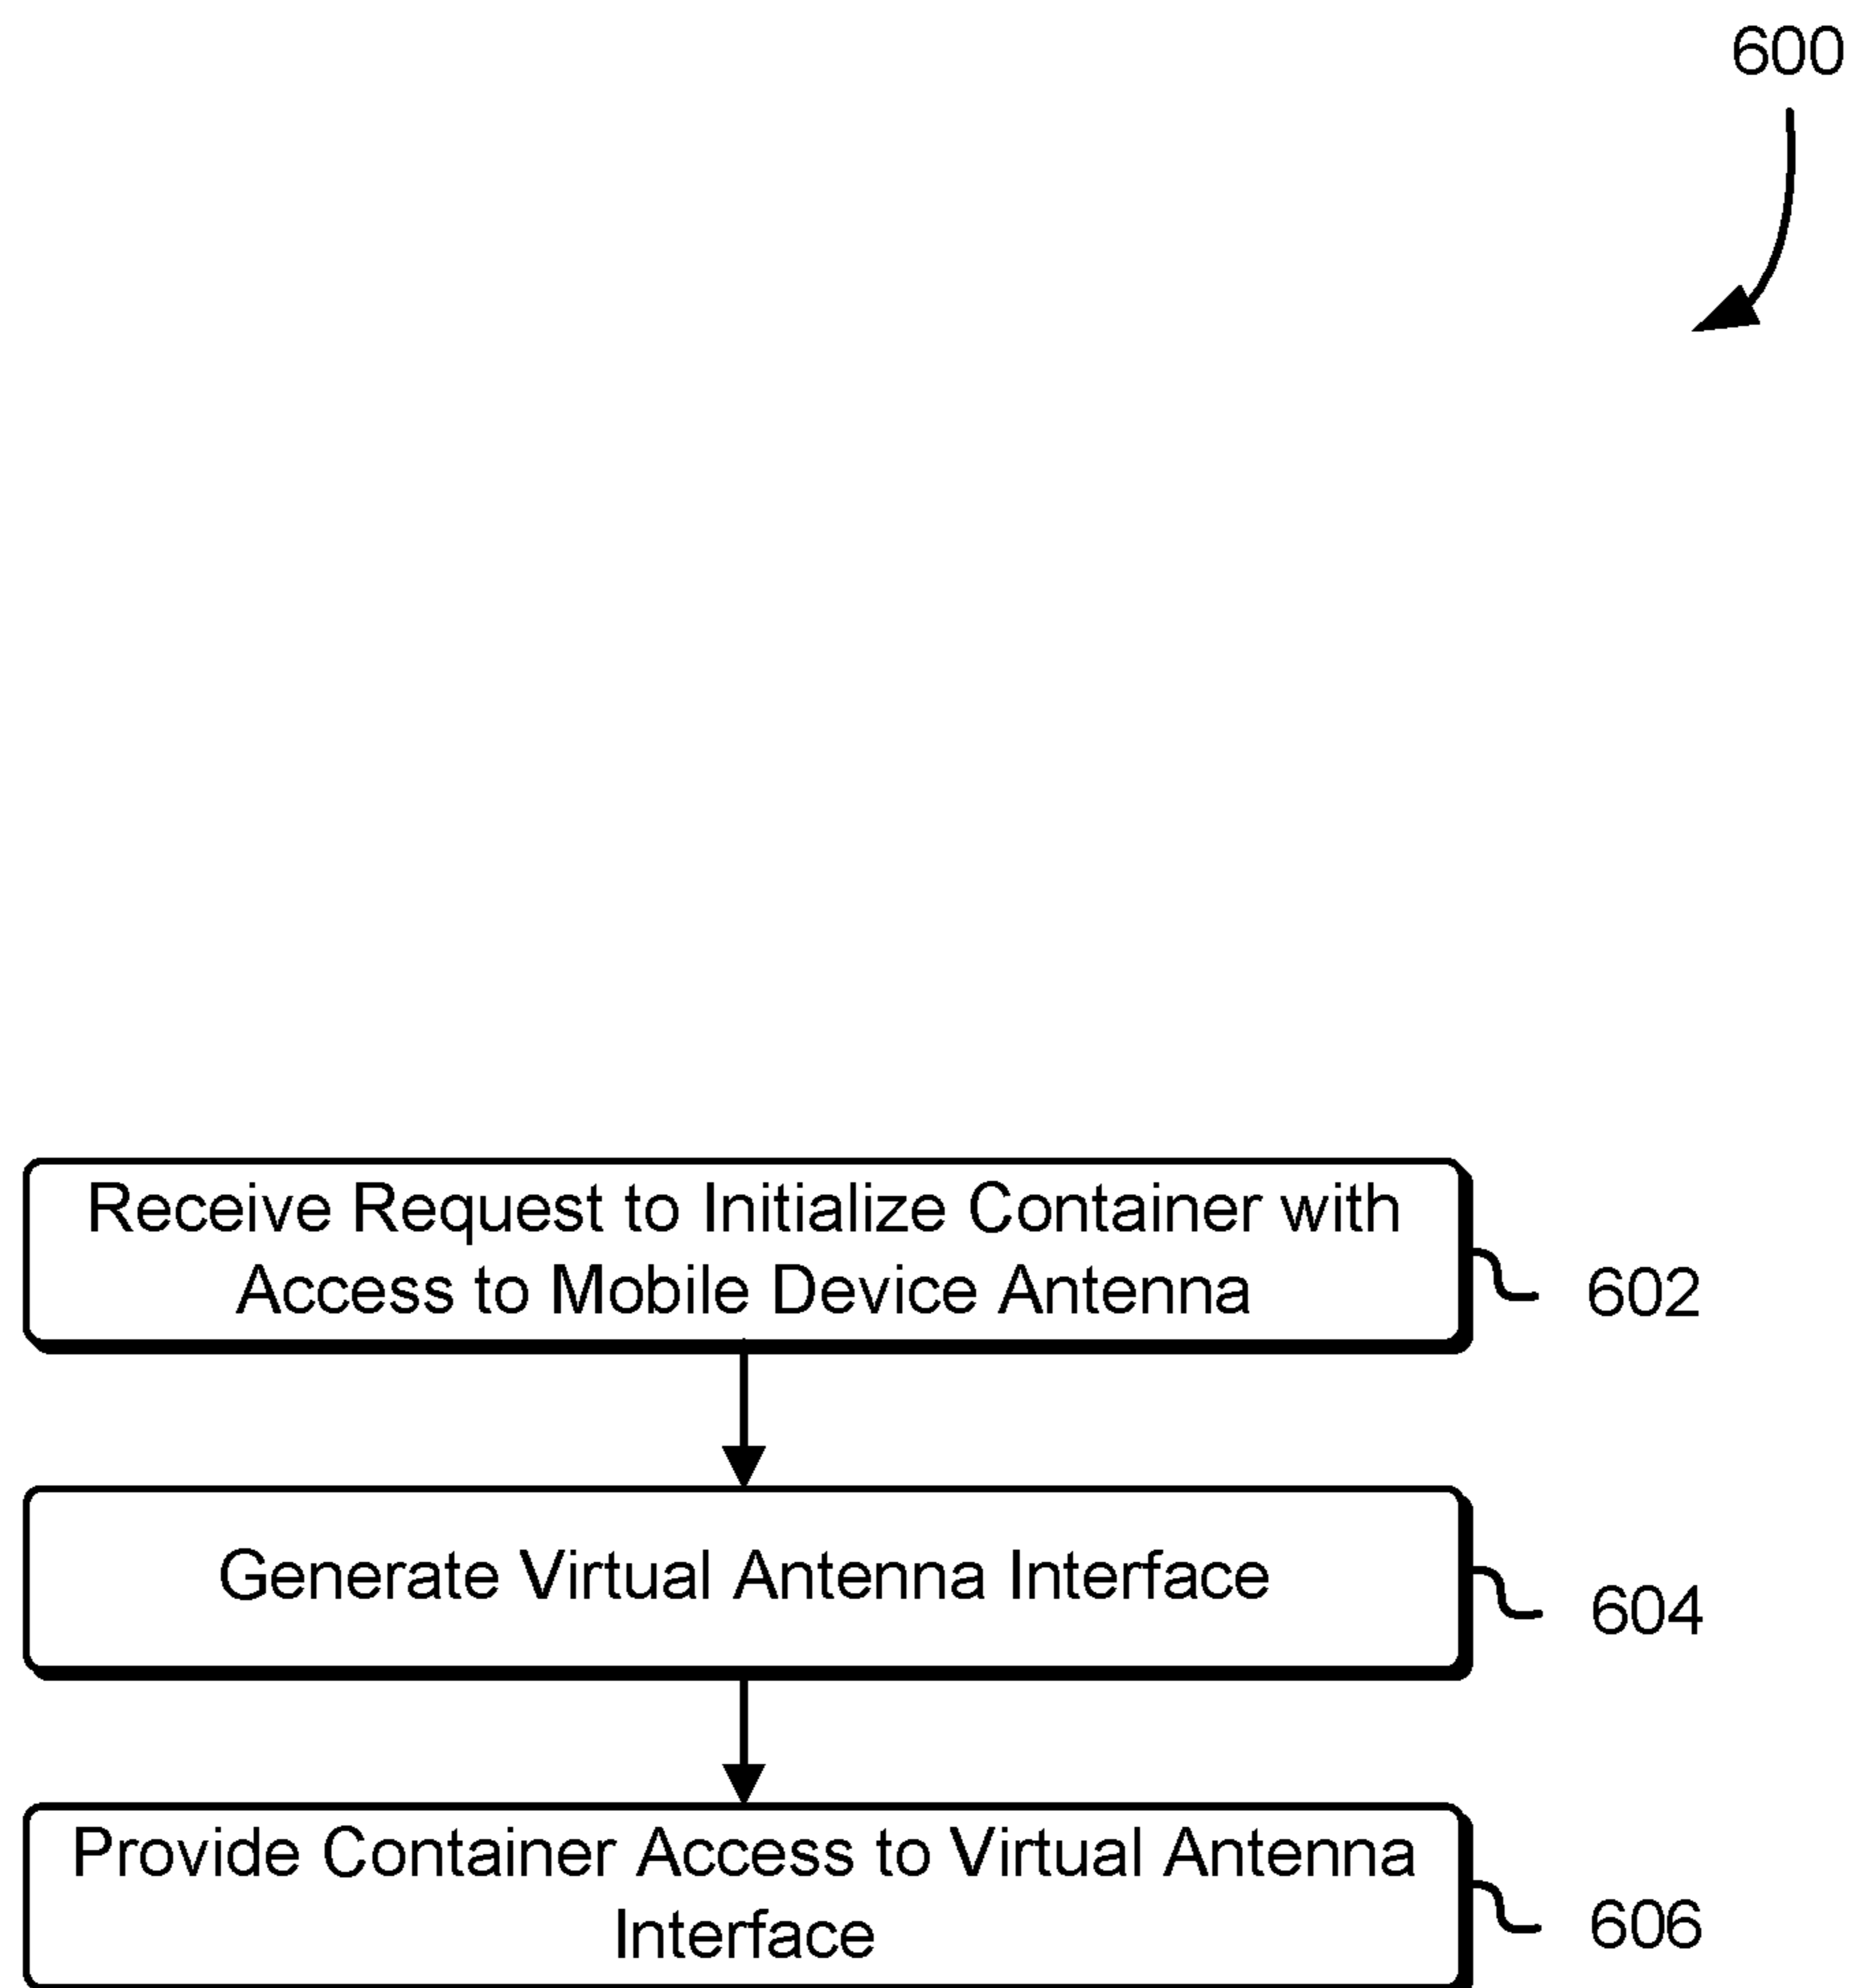 600
Receive Request to Initialize Container with
Access to Mobile Device Antenna
602
Generate Virtual Antenna Interface
604
Provide Container Access to Virtual Antenna
Interface
606